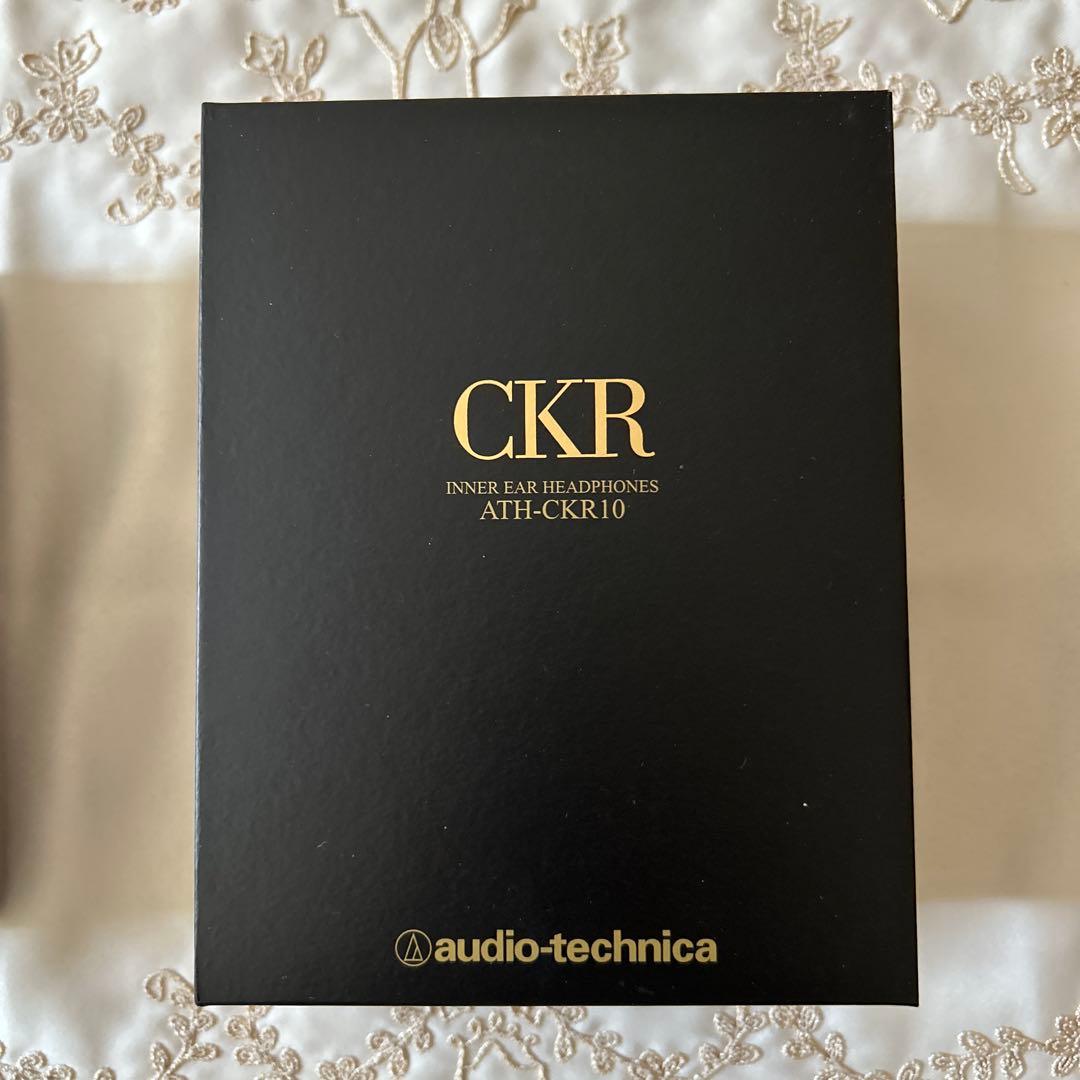 CKR
INNER EAR HEADPHONES
ATH-CKR10
audio-technica